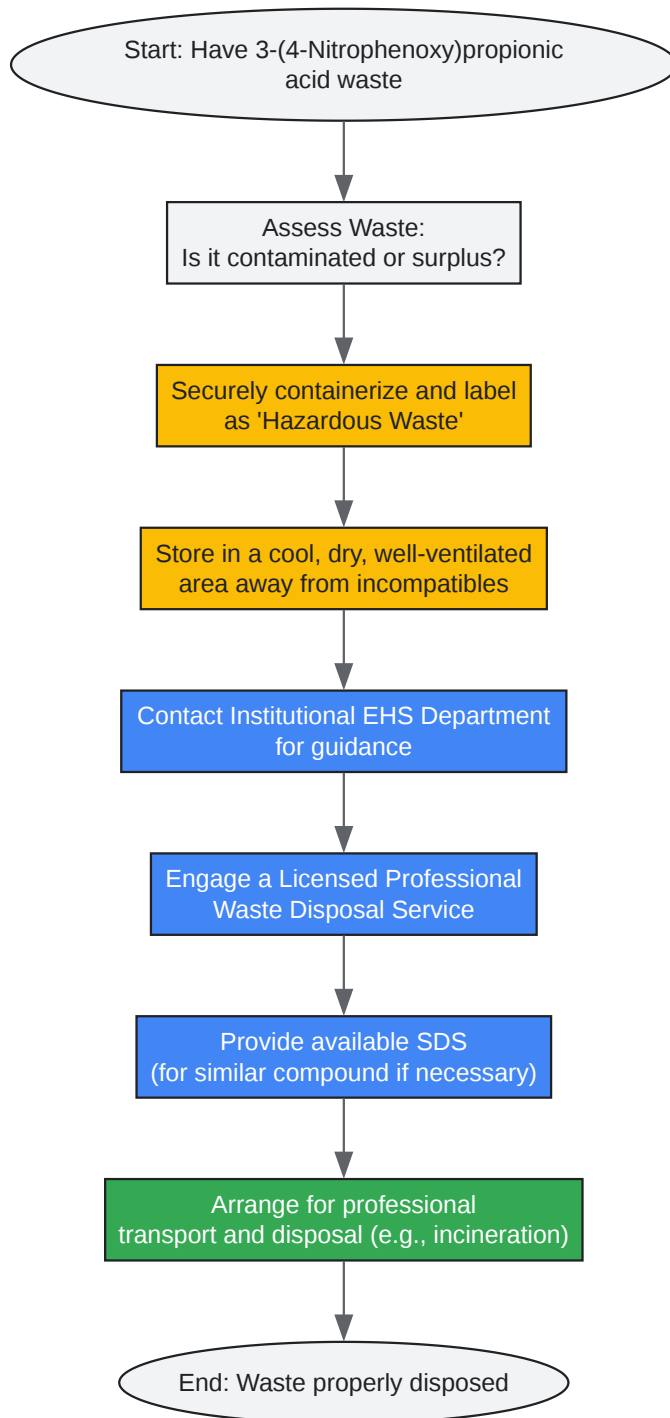 Start: Have 3-(4-Nitrophenoxy)propionic
acid waste
Assess Waste:
Is it contaminated or surplus?
Securely containerize and label
as 'Hazardous Waste'
Store in a cool, dry, well-ventilated
area away from incompatibles
Contact Institutional EHS Department
for guidance
Engage a Licensed Professional
Waste Disposal Service
Provide available SDS
(for similar compound if necessary)
Arrange for professional
transport and disposal (e.g., incineration)
End: Waste properly disposed